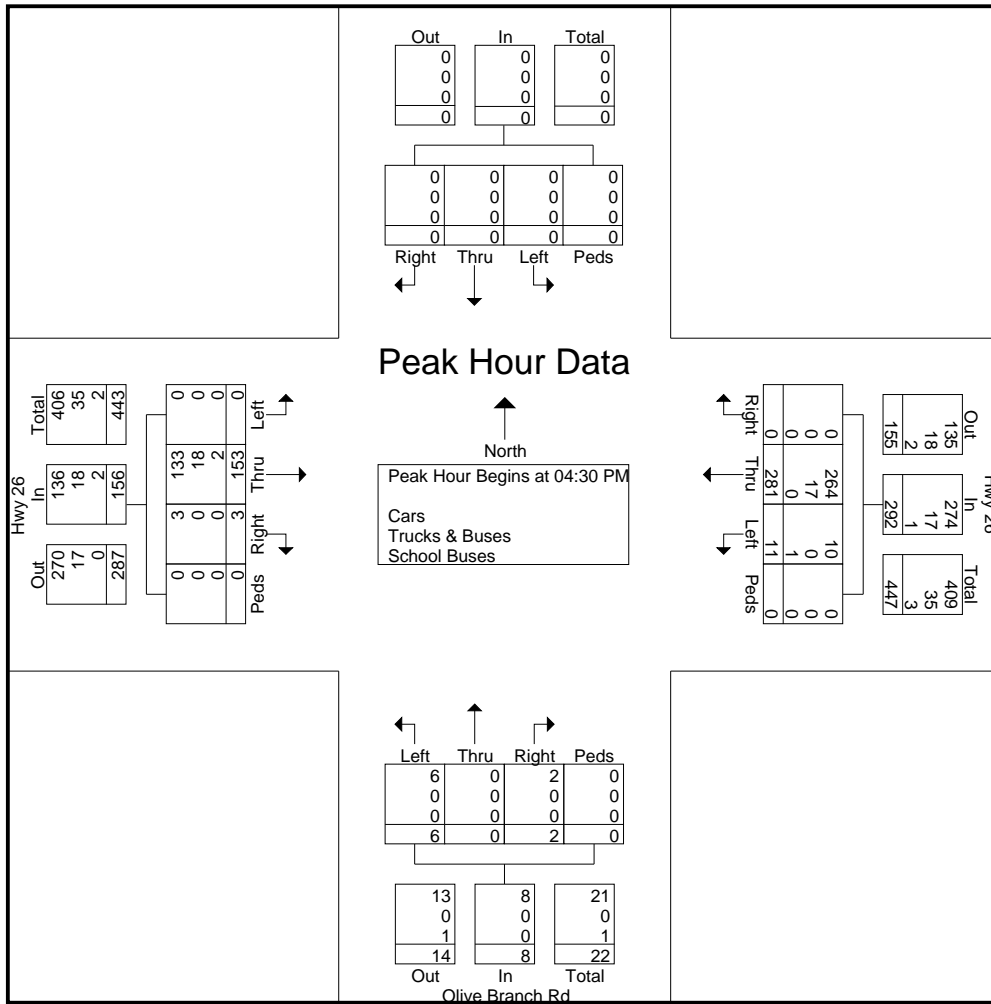 Out In Total
0 0 0
0 0 0
0 0 0
0 0 0
0 0 0 0
0 0 0 0
0 0 0 0
0 0 0 0
Right Thru Left Peds
Peak Hour Data
North
Peak Hour Begins at 04:30 PM
Cars
Trucks & Buses
School Buses
Hwy 26
Out In Total
270 136 406
17 18 35
0 2 2
287 156 443
0 3 133 0
0 0 18 0
0 0 2 0
0 3 153 0
Peds Right Thru Left
Right Thru Left Peds
0 281 11 0
0 0 1 0
0 17 0 0
0 264 10 0
Hwy 26
Out In Total
135 274 409
18 17 35
2 1 3
155 292 447
Left Thru Right Peds
6 0 2 0
0 0 0 0
0 0 0 0
6 0 2 0
13 8 21
0 0 0
1 0 1
14 8 22
Out In Total
Olive Branch Rd